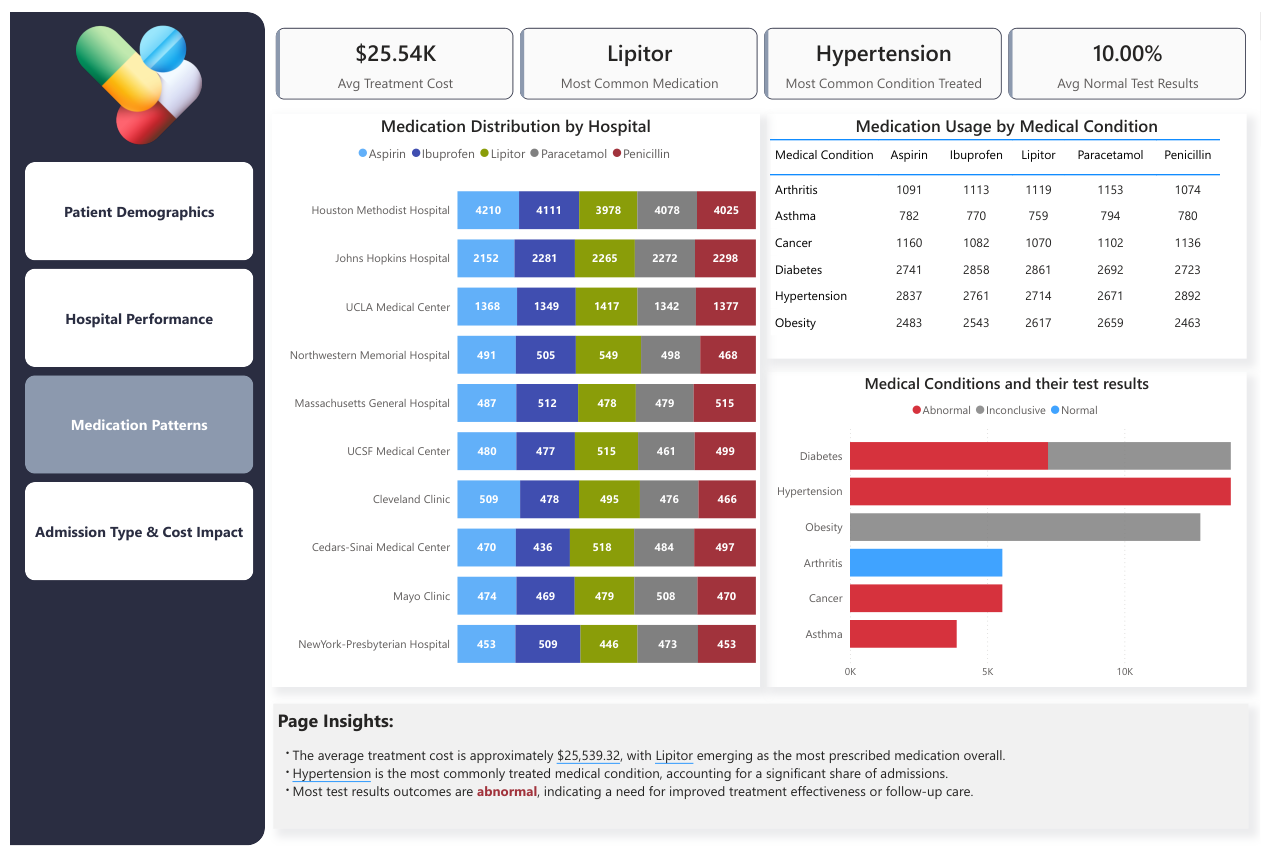 $25.54K
Avg Treatment Cost
Lipitor
Most Common Medication
Hypertension
Most Common Condition Treated
10.00%
Avg Normal Test Results
Patient Demographics
Hospital Performance
Medication Patterns
Admission Type & Cost Impact
Medication Distribution by Hospital
Aspirin Ibuprofen Lipitor Paracetamol Penicillin
Houston Methodist Hospital 4210 4111 3978 4078 4025
Johns Hopkins Hospital 2152 2281 2265 2272 2298
UCLA Medical Center 1368 1349 1417 1342 1377
Northwestern Memorial Hospital 491 505 549 498 468
Massachusetts General Hospital 487 512 478 479 515
UCSF Medical Center 480 477 515 461 499
Cleveland Clinic 509 478 495 476 466
Cedars-Sinai Medical Center 470 436 518 484 497
Mayo Clinic 474 469 479 508 470
NewYork-Presbyterian Hospital 453 509 446 473 453
Medication Usage by Medical Condition
Medical Condition Aspirin Ibuprofen Lipitor Paracetamol Penicillin
Arthritis 1091 1113 1119 1153 1074
Asthma 782 770 759 794 780
Cancer 1160 1082 1070 1102 1136
Diabetes 2741 2858 2861 2692 2723
Hypertension 2837 2761 2714 2671 2892
Obesity 2483 2543 2617 2659 2463
Medical Conditions and their test results
Abnormal Inconclusive Normal
Diabetes
Hypertension
Obesity
Arthritis
Cancer
Asthma
0K 5K 10K
Page Insights:
• The average treatment cost is approximately $25,539.32, with Lipitor emerging as the most prescribed medication overall.
• Hypertension is the most commonly treated medical condition, accounting for a significant share of admissions.
• Most test results outcomes are abnormal, indicating a need for improved treatment effectiveness or follow-up care.